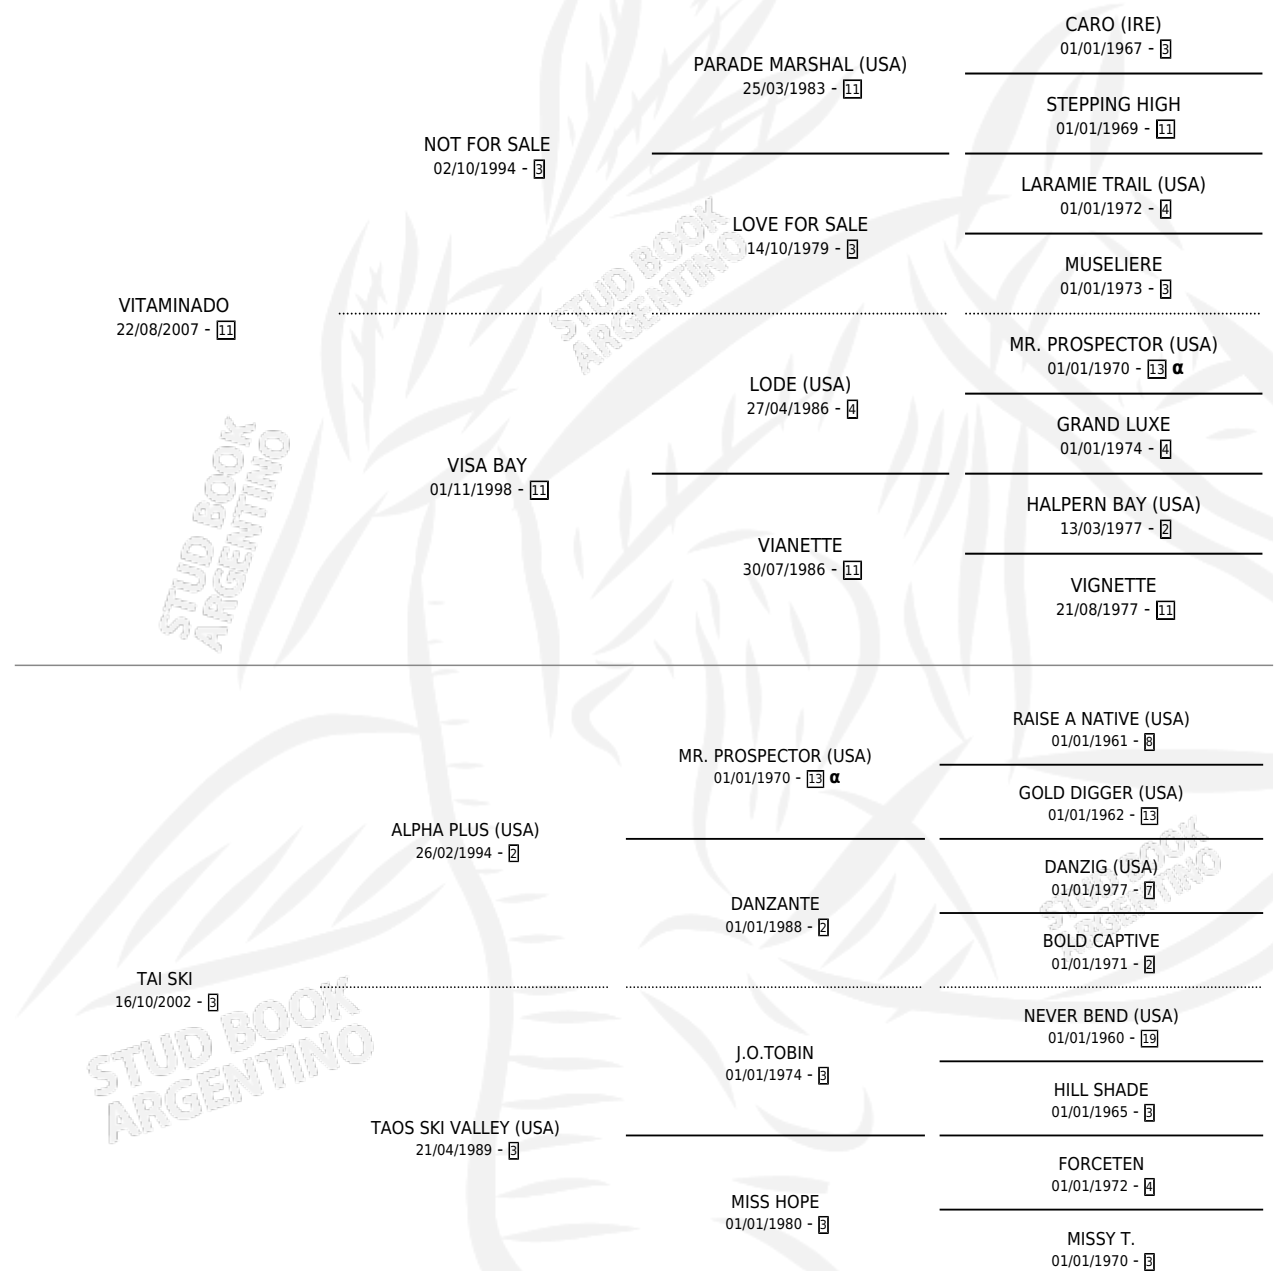 CARO (IRE)
01/01/1967 - 3
PARADE MARSHAL (USA)
25/03/1983 - 11
STEPPING HIGH
01/01/1969 - 11
NOT FOR SALE
02/10/1994 - 3
LARAMIE TRAIL (USA)
01/01/1972 - 4
LOVE FOR SALE
14/10/1979 - 3
MUSELIERE
01/01/1973 - 3
VITAMINADO
22/08/2007 - 11
MR. PROSPECTOR (USA)
01/01/1970 - 13 α
LODE (USA)
27/04/1986 - 4
GRAND LUXE
01/01/1974 - 4
VISA BAY
01/11/1998 - 11
HALPERN BAY (USA)
13/03/1977 - 2
VIANETTE
30/07/1986 - 11
VIGNETTE
21/08/1977 - 11
STUD BOOK
ARGENTINO
STUD BOOK
ARGENTINO
RAISE A NATIVE (USA)
01/01/1961 - 8
MR. PROSPECTOR (USA)
01/01/1970 - 13 α
GOLD DIGGER (USA)
01/01/1962 - 13
ALPHA PLUS (USA)
26/02/1994 - 2
DANZIG (USA)
01/01/1977 - 7
DANZANTE
01/01/1988 - 2
BOLD CAPTIVE
01/01/1971 - 2
TAI SKI
16/10/2002 - 3
NEVER BEND (USA)
01/01/1960 - 19
J.O.TOBIN
01/01/1974 - 3
HILL SHADE
01/01/1965 - 3
TAOS SKI VALLEY (USA)
21/04/1989 - 3
FORCETEN
01/01/1972 - 4
MISS HOPE
01/01/1980 - 3
MISSY T.
01/01/1970 - 3
STUD BOOK
ARGENTINO
STUD BOOK
ARGENTINO